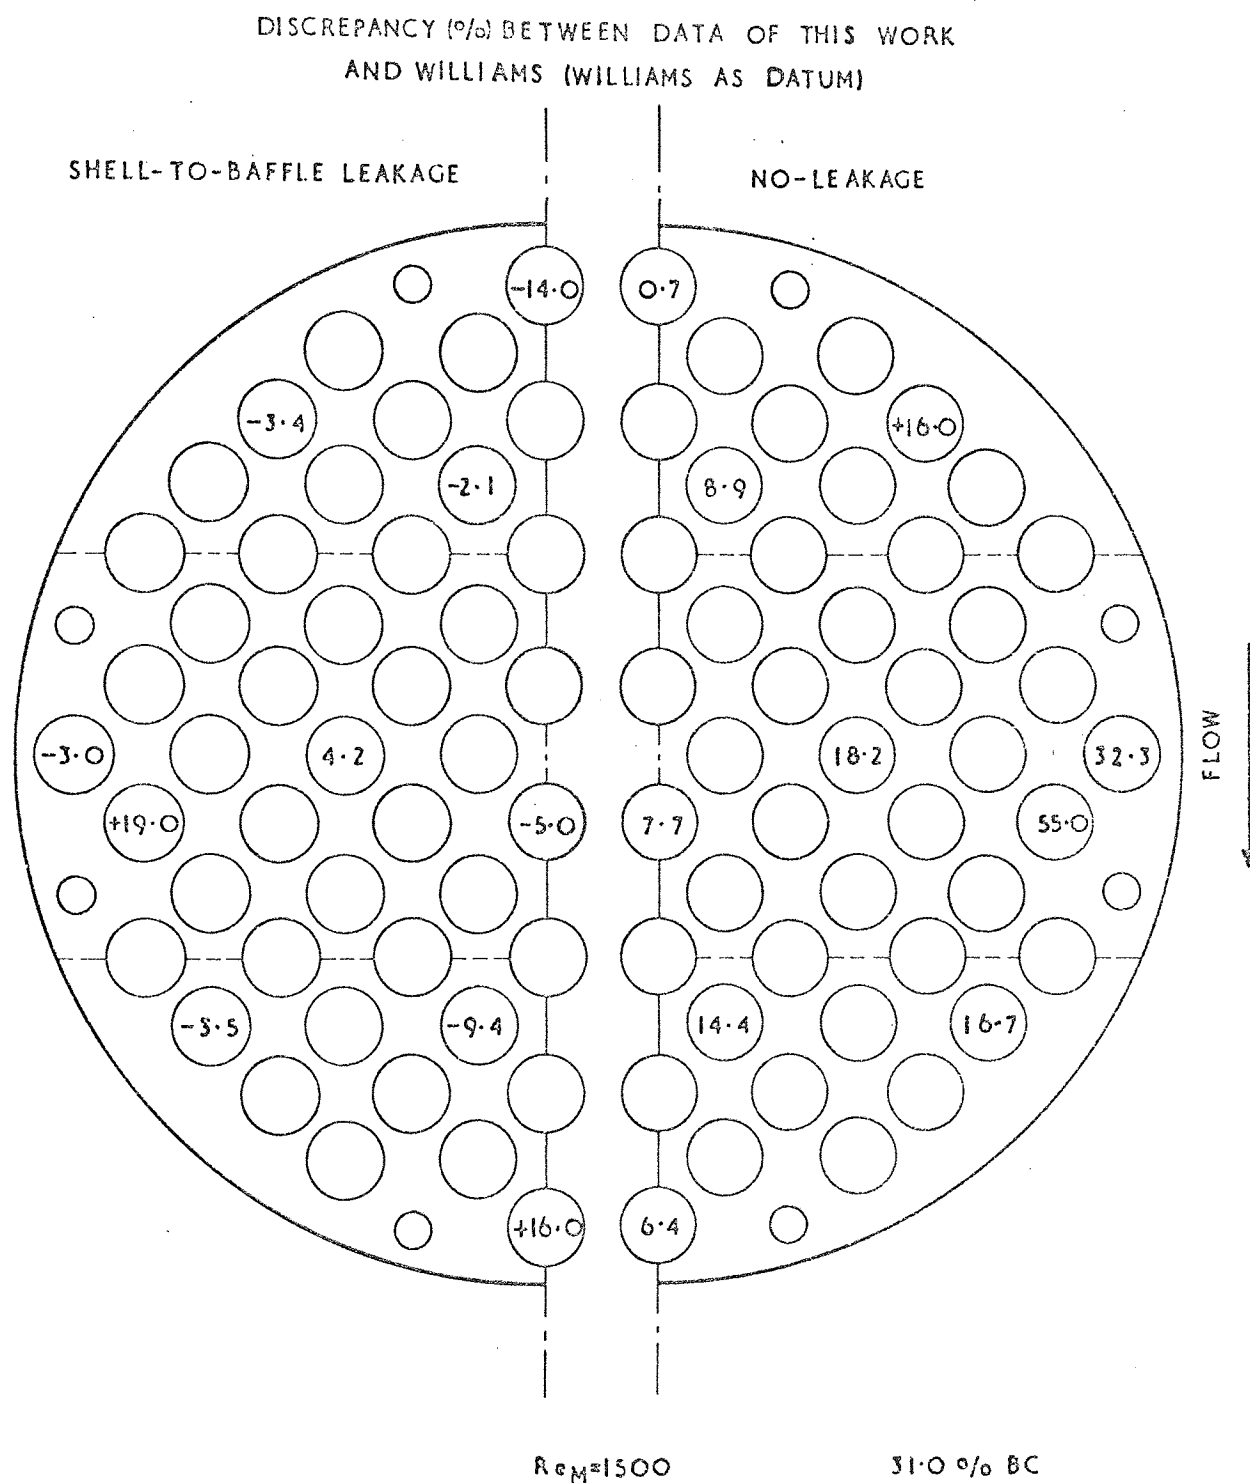 DISCREPANCY (%) BETWEEN DATA OF THIS WORK
AND WILLIAMS (WILLIAMS AS DATUM)
SHELL-TO-BAFFLE LEAKAGE
NO-LEAKAGE
-14·0
0·7
-3·4
+16·0
-2·1
8·9
-3·0
4·2
18·2
32·3
+19·0
-5·0
7·7
55·0
FLOW
-3·5
-9·4
14·4
16·7
+16·0
6·4
ReM=1500
31·0 % BC